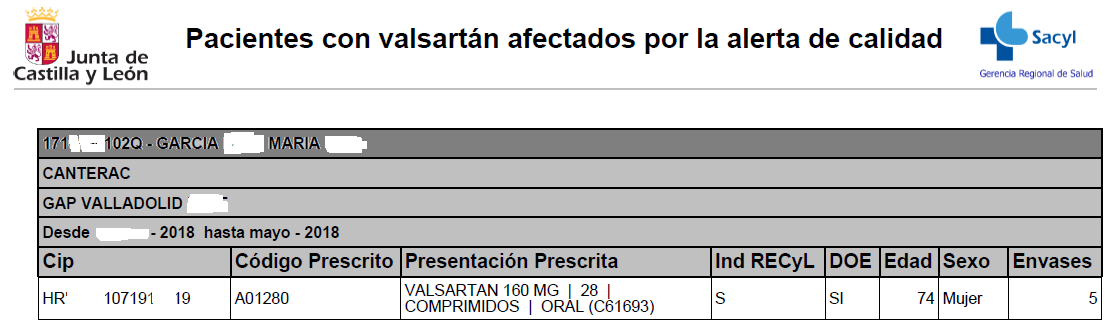 Junta de
Castilla y León
Pacientes con valsartán afectados por la alerta de calidad
Sacyl
Gerencia Regional de Salud
171 102Q - GARCIA MARIA
CANTERAC
GAP VALLADOLID
Desde - 2018 hasta mayo - 2018
Cip Código Prescrito Presentación Prescrita Ind RECyL DOE Edad Sexo Envases
HR' 107191 19 A01280 VALSARTAN 160 MG | 28 | S SI 74 Mujer 5
COMPRIMIDOS | ORAL (C61693)